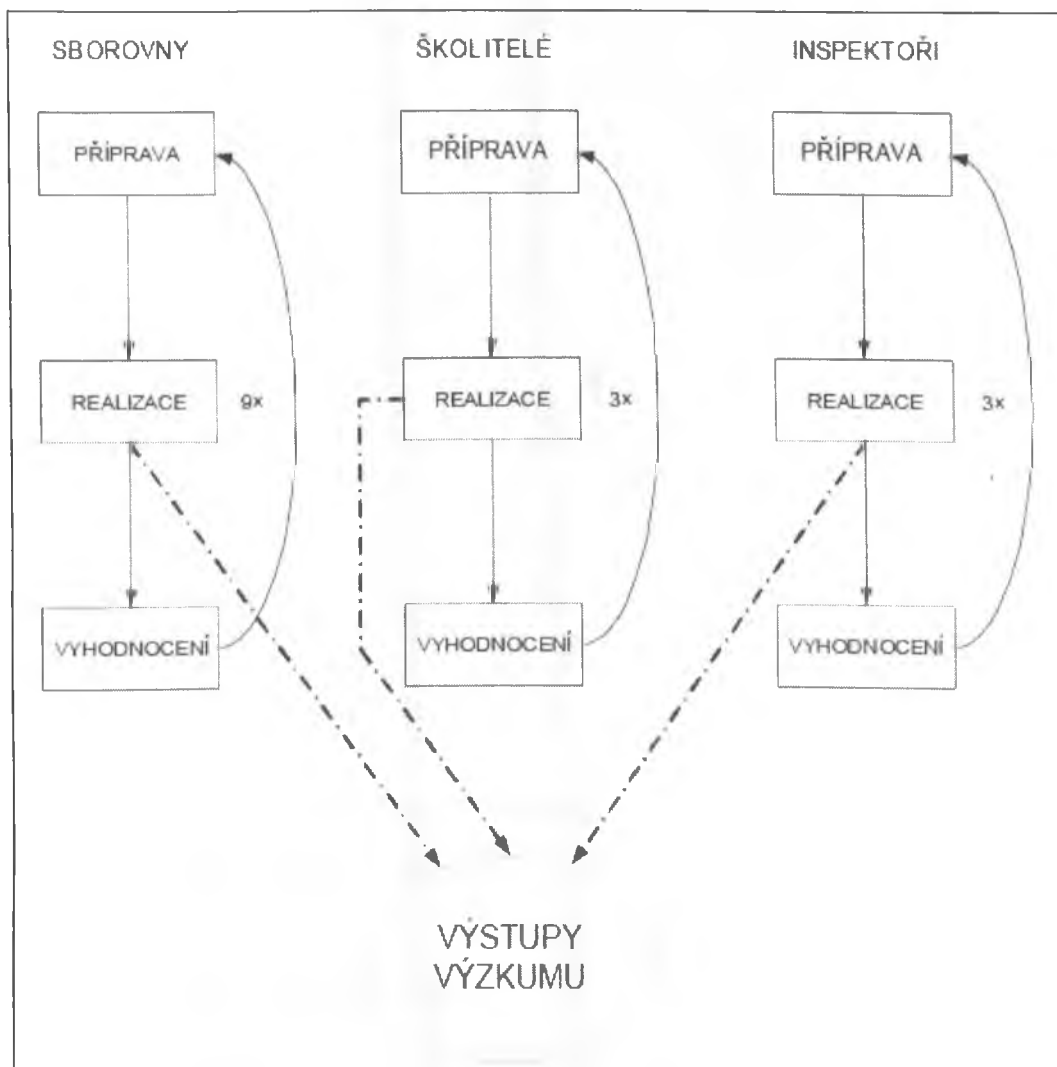 SBOROVNY
ŠKOLITELÉ
INSPEKTOŘI
PŘÍPRAVA
PŘÍPRAVA
PŘÍPRAVA
REALIZACE
9x
REALIZACE
3x
REALIZACE
3x
VYHODNOCENÍ
VYHODNOCENÍ
VYHODNOCENÍ
VÝSTUPY
VÝZKUMU